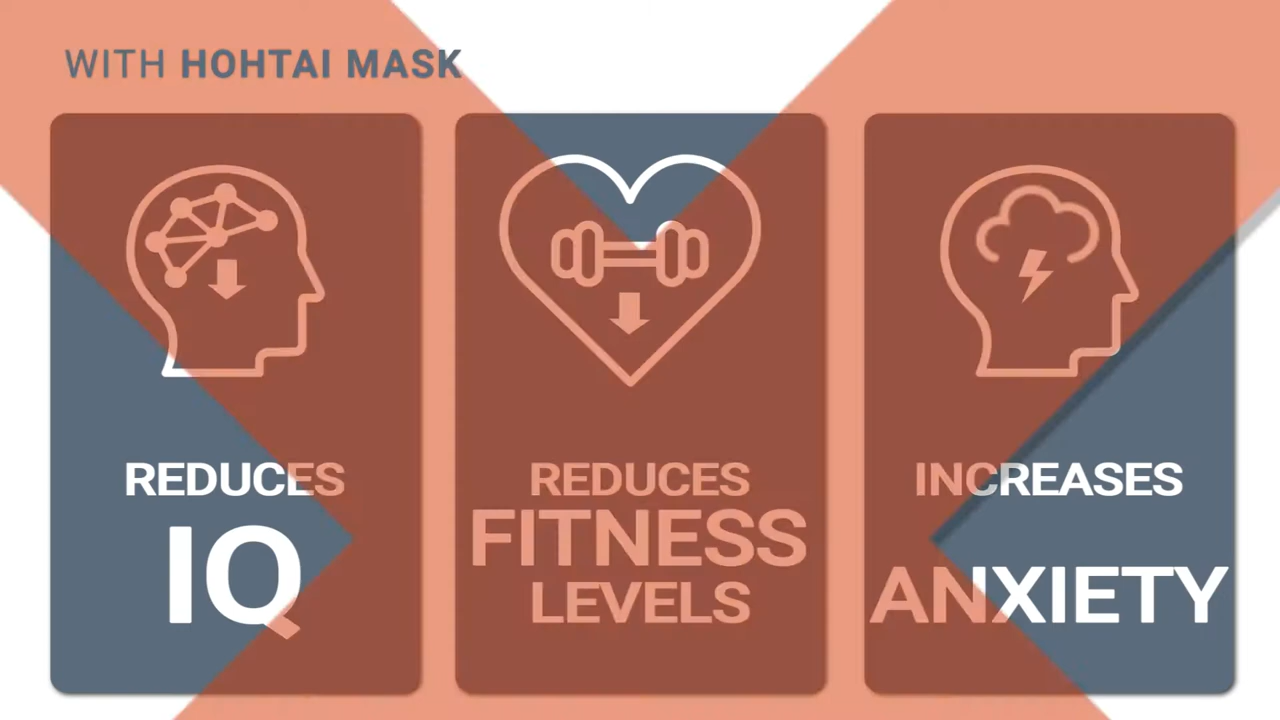 WITH HOHTAI MASK
REDUCES
IQ
REDUCES
FITNESS
LEVELS
INCREASES
ANXIETY